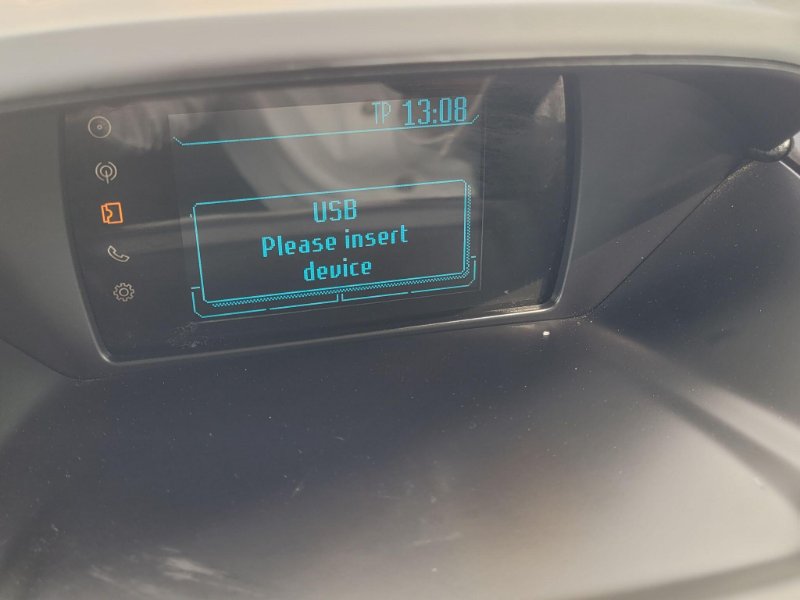 TP 13:08
USB
Please insert
device